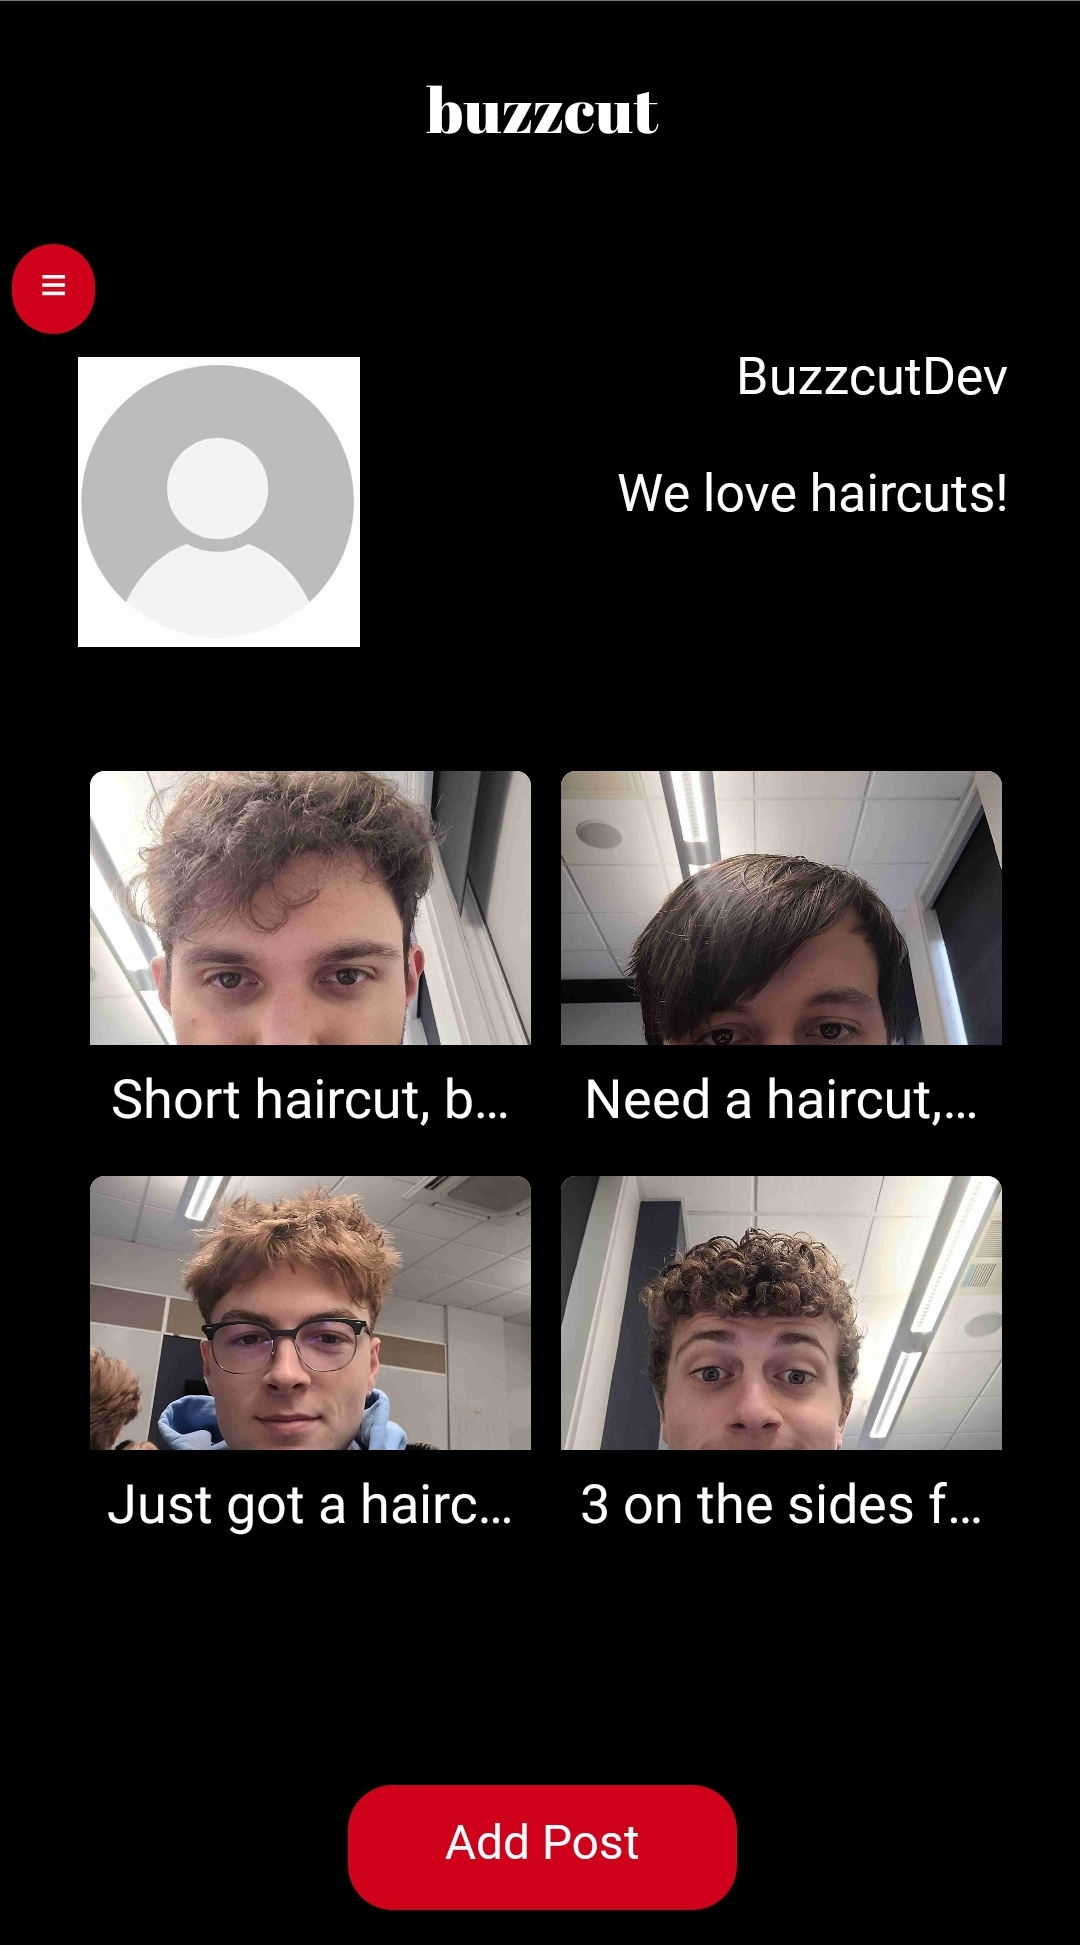 buzzcut
BuzzcutDev
We love haircuts!
Short haircut, b...
Need a haircut,...
Just got a hairc...
3 on the sides f...
Add Post